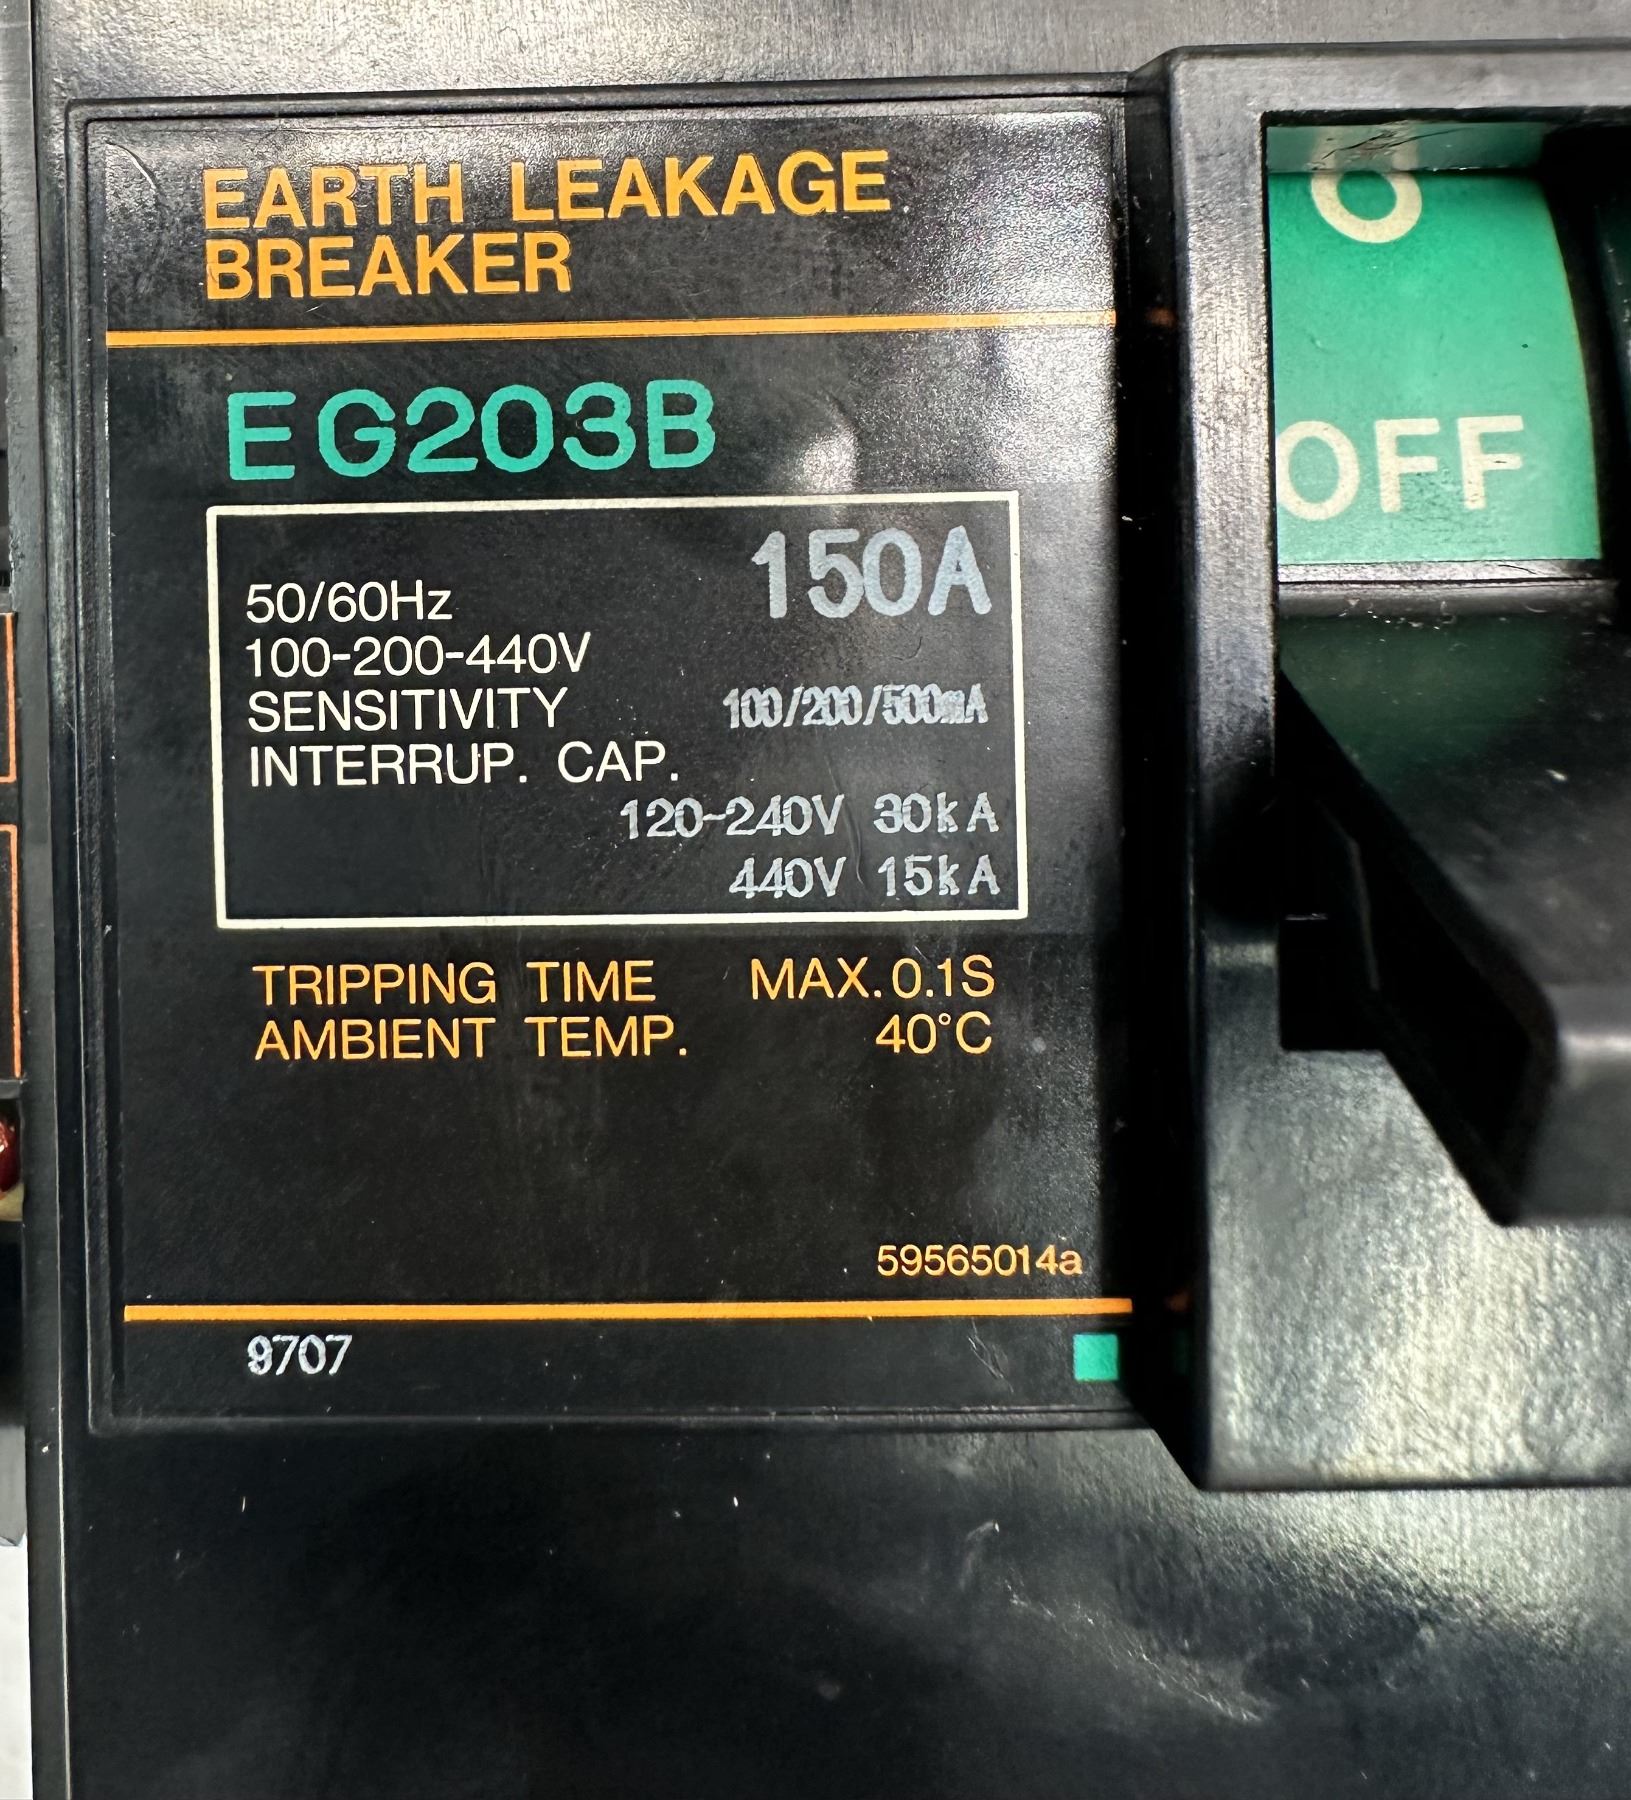 EARTH LEAKAGE
BREAKER
EG203B
150A
50/60Hz
100-200-440V
SENSITIVITY 100/200/500mA
INTERRUP. CAP.
120-240V 30kA
440V 15kA
TRIPPING TIME MAX. 0.1S
AMBIENT TEMP. 40°C
59565014a
9707
O
OFF